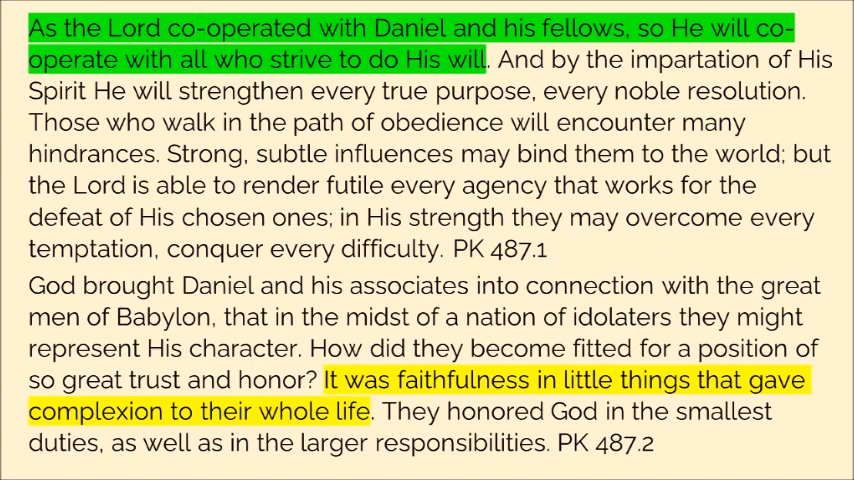 As the Lord co-operated with Daniel and his fellows, so He will co-
operate with all who strive to do His will. And by the impartation of His
Spirit He will strengthen every true purpose, every noble resolution.
Those who walk in the path of obedience will encounter many
hindrances. Strong, subtle influences may bind them to the world; but
the Lord is able to render futile every agency that works for the
defeat of His chosen ones; in His strength they may overcome every
temptation, conquer every difficulty. PK 487.1
God brought Daniel and his associates into connection with the great
men of Babylon, that in the midst of a nation of idolaters they might
represent His character. How did they become fitted for a position of
so great trust and honor? It was faithfulness in little things that gave
complexion to their whole life. They honored God in the smallest
duties, as well as in the larger responsibilities. PK 487.2